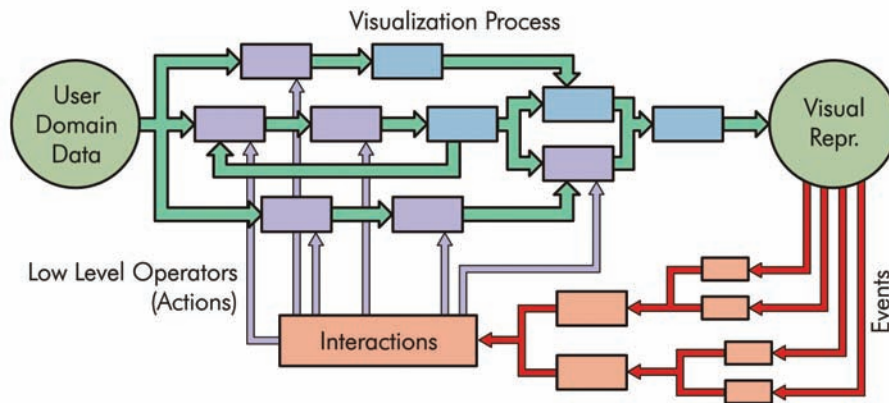 Visualization Process
User
Domain
Data
Visual
Repr.
Low Level Operators
(Actions)
Interactions
Events